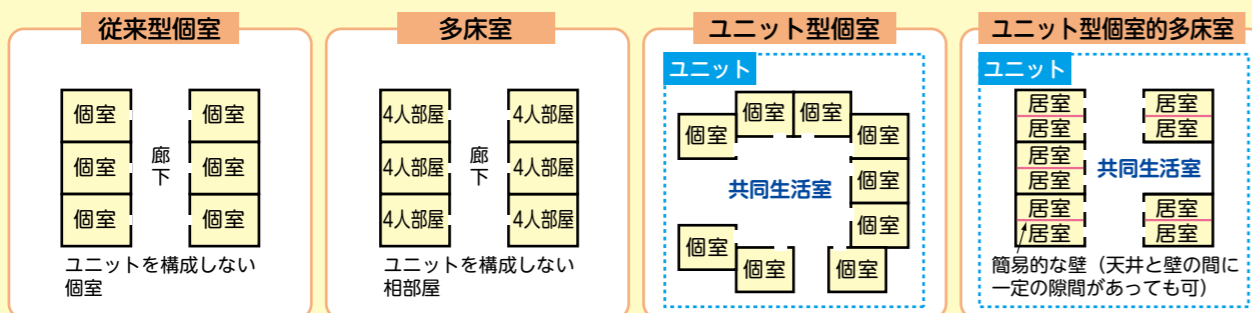 従来型個室
個室
個室
個室
廊下
個室
個室
個室
ユニットを構成しない
個室
多床室
4人部屋
4人部屋
4人部屋
廊下
4人部屋
4人部屋
4人部屋
ユニットを構成しない
相部屋
ユニット型個室
ユニット
個室
個室
個室
個室
個室
個室
共同生活室
個室
個室
個室
ユニット型個室的多床室
ユニット
居室
居室
居室
居室
居室
居室
共同生活室
居室
居室
居室
居室
簡易的な壁（天井と壁の間に
一定の隙間があっても可）